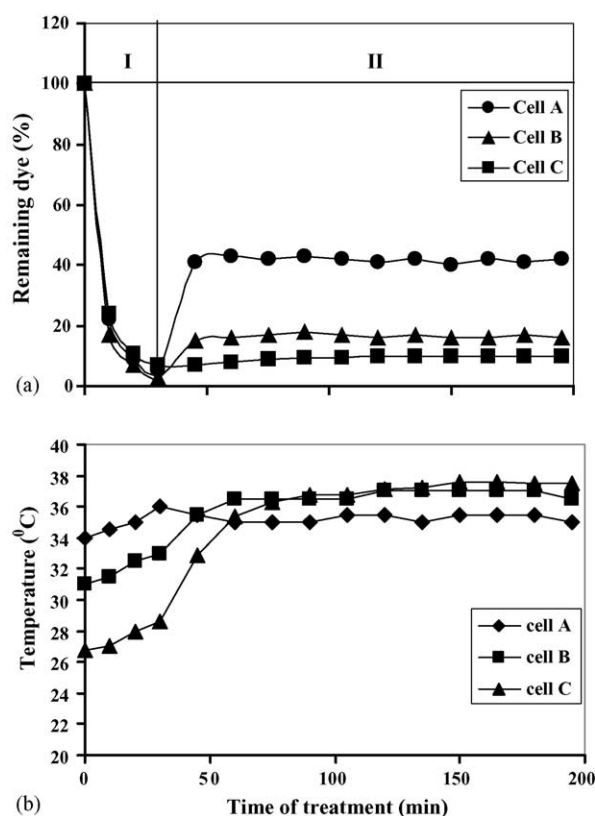 120
100
80
60
40
20
0
Remaining dye (%)
I
II
Cell A
Cell B
Cell C
(a)
40
38
36
34
32
30
28
26
24
22
20
Temperature (⁰C)
cell A
cell B
cell C
0
50
100
150
200
(b)
Time of treatment (min)